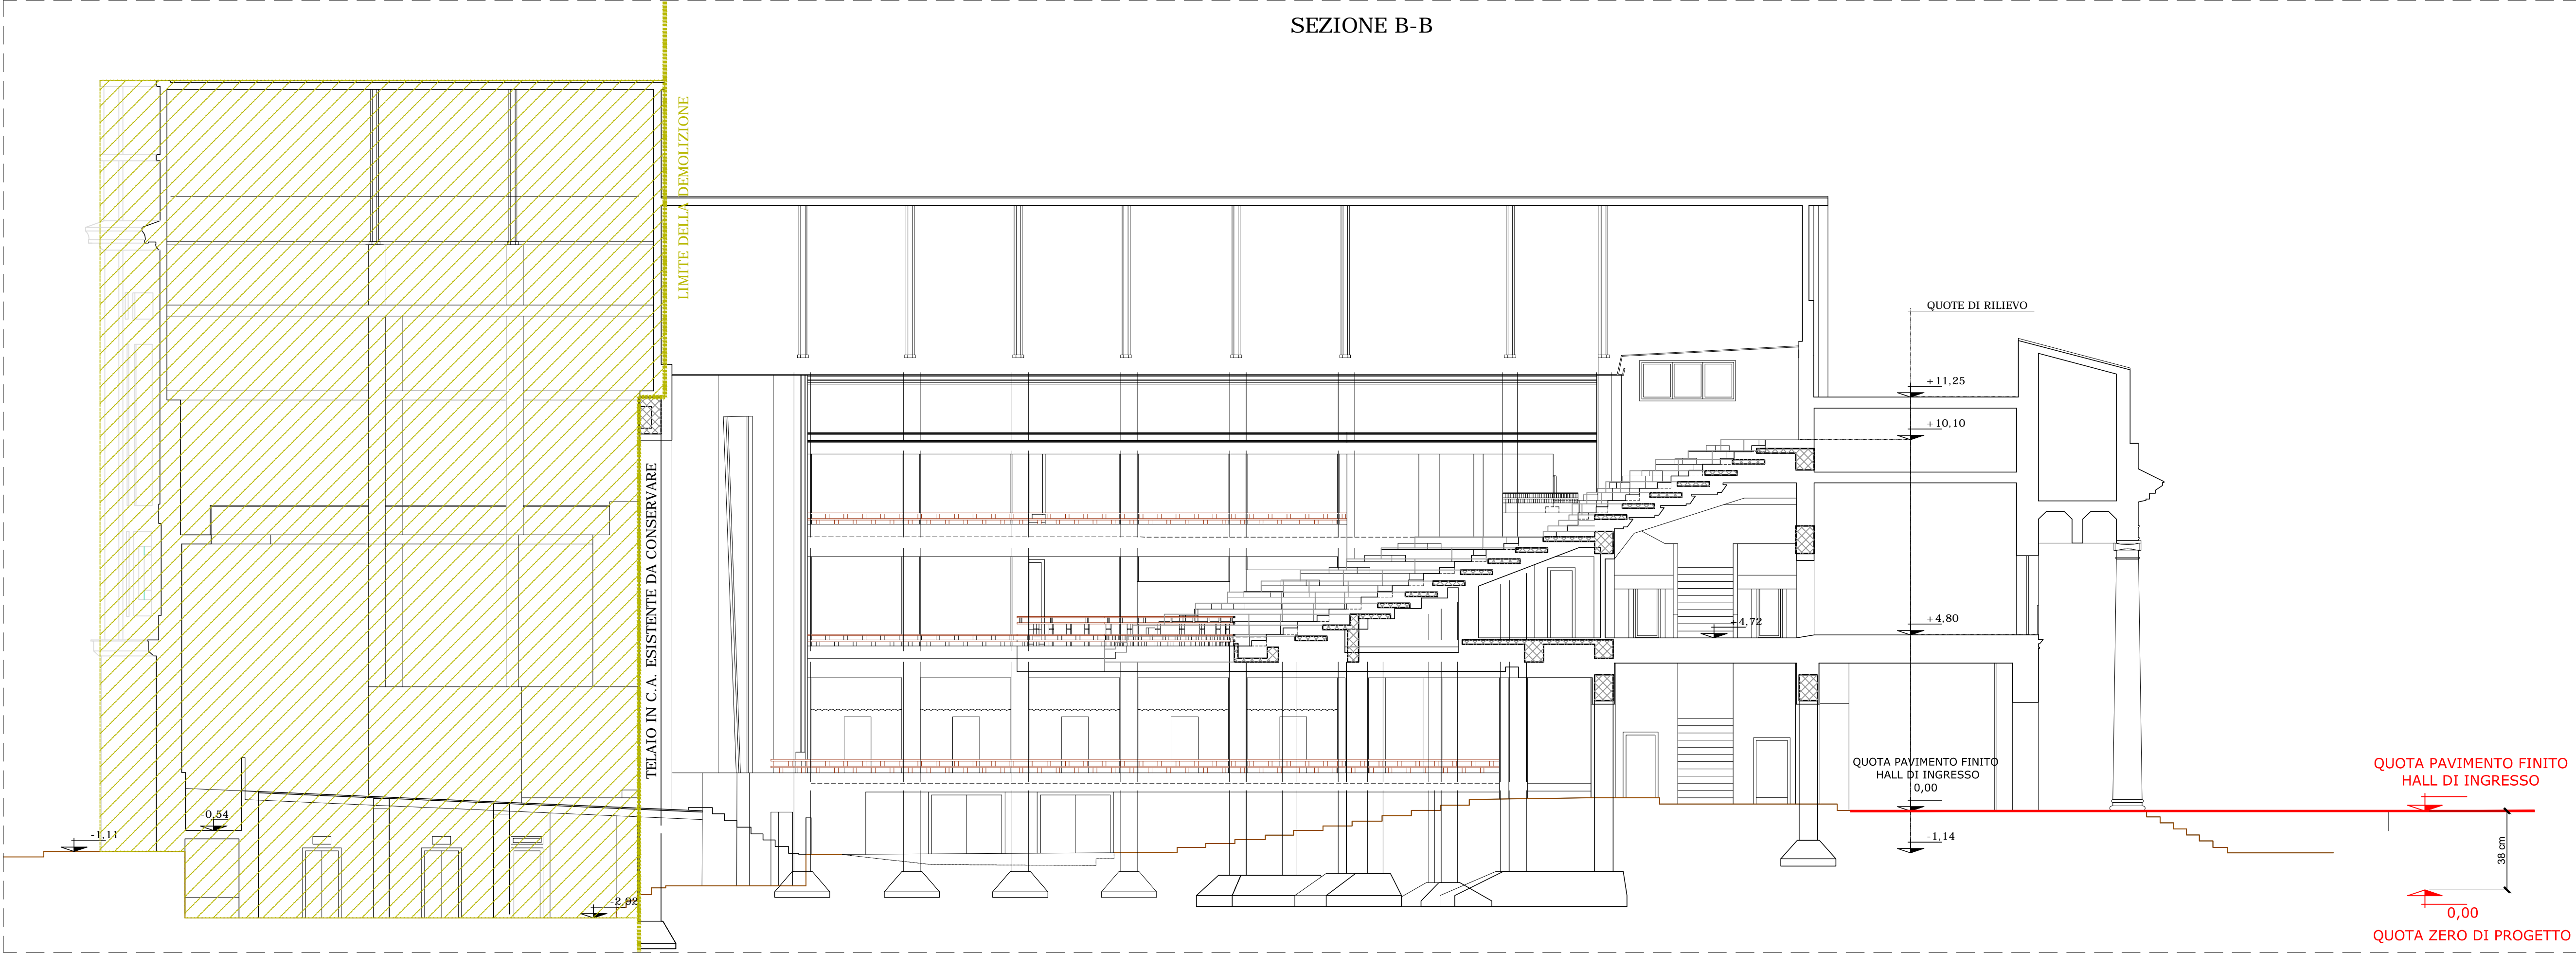 SEZIONE B-B
LIMITE DELLA DEMOLIZIONE
TELAIO IN C.A. ESISTENTE DA CONSERVARE
QUOTE DI RILIEVO
+11,25
+10,10
+4,72
+4,80
QUOTA PAVIMENTO FINITO
HALL DI INGRESSO
0,00
-1,14
QUOTA PAVIMENTO FINITO
HALL DI INGRESSO
38 cm
0,00
QUOTA ZERO DI PROGETTO
-1,11
-0,54
-2,92